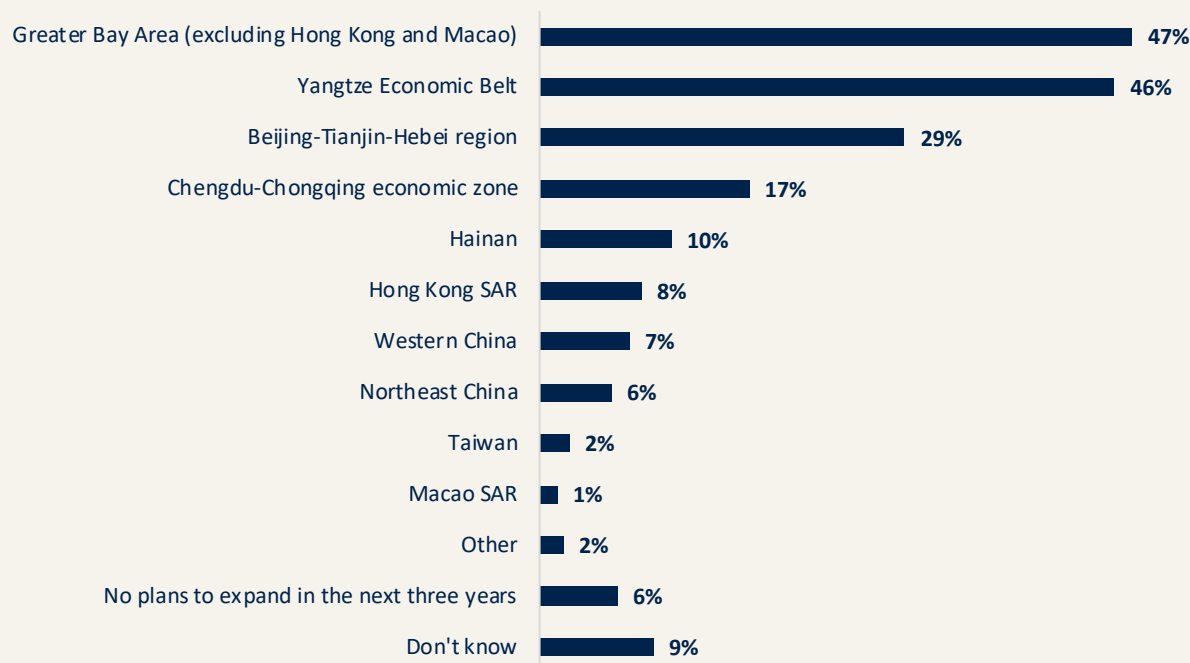 Greater Bay Area (excluding Hong Kong and Macao) 47%
Yangtze Economic Belt 46%
Beijing-Tianjin-Hebei region 29%
Chengdu-Chongqing economic zone 17%
Hainan 10%
Hong Kong SAR 8%
Western China 7%
Northeast China 6%
Taiwan 2%
Macao SAR 1%
Other 2%
No plans to expand in the next three years 6%
Don't know 9%